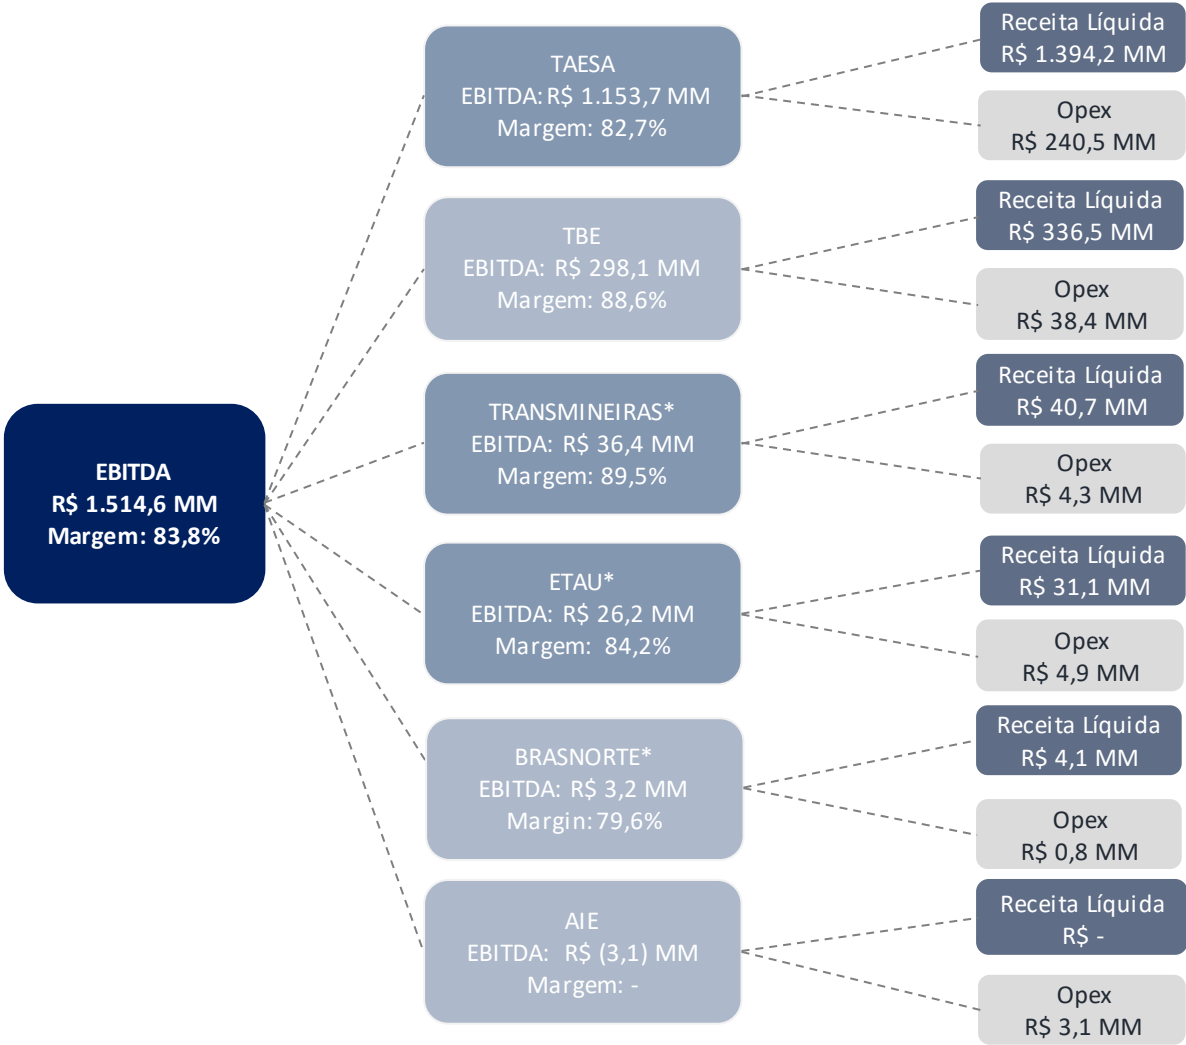 EBITDA
R$ 1.514,6 MM
Margem: 83,8%
TAESA
EBITDA: R$ 1.153,7 MM
Margem: 82,7%
Receita Líquida
R$ 1.394,2 MM
Opex
R$ 240,5 MM
TBE
EBITDA: R$ 298,1 MM
Margem: 88,6%
Receita Líquida
R$ 336,5 MM
Opex
R$ 38,4 MM
TRANSMINEIRAS*
EBITDA: R$ 36,4 MM
Margem: 89,5%
Receita Líquida
R$ 40,7 MM
Opex
R$ 4,3 MM
ETAU*
EBITDA: R$ 26,2 MM
Margem: 84,2%
Receita Líquida
R$ 31,1 MM
Opex
R$ 4,9 MM
BRASNORTE*
EBITDA: R$ 3,2 MM
Margin: 79,6%
Receita Líquida
R$ 4,1 MM
Opex
R$ 0,8 MM
AIE
EBITDA: R$ (3,1) MM
Margem: -
Receita Líquida
R$ -
Opex
R$ 3,1 MM